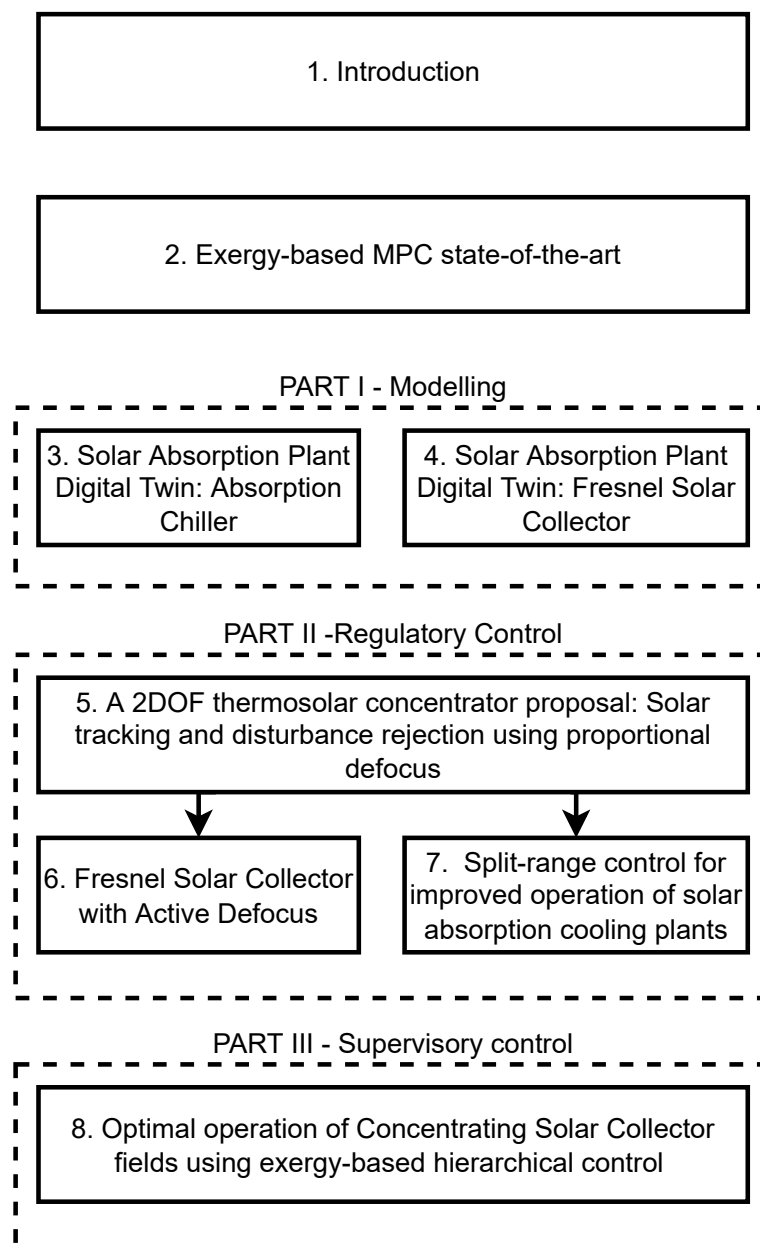 1. Introduction
2. Exergy-based MPC state-of-the-art
PART I - Modelling
3. Solar Absorption Plant
Digital Twin: Absorption
Chiller
4. Solar Absorption Plant
Digital Twin: Fresnel Solar
Collector
PART II -Regulatory Control
5. A 2DOF thermosolar concentrator proposal: Solar
tracking and disturbance rejection using proportional
defocus
6. Fresnel Solar Collector
with Active Defocus
7. Split-range control for
improved operation of solar
absorption cooling plants
PART III - Supervisory control
8. Optimal operation of Concentrating Solar Collector
fields using exergy-based hierarchical control